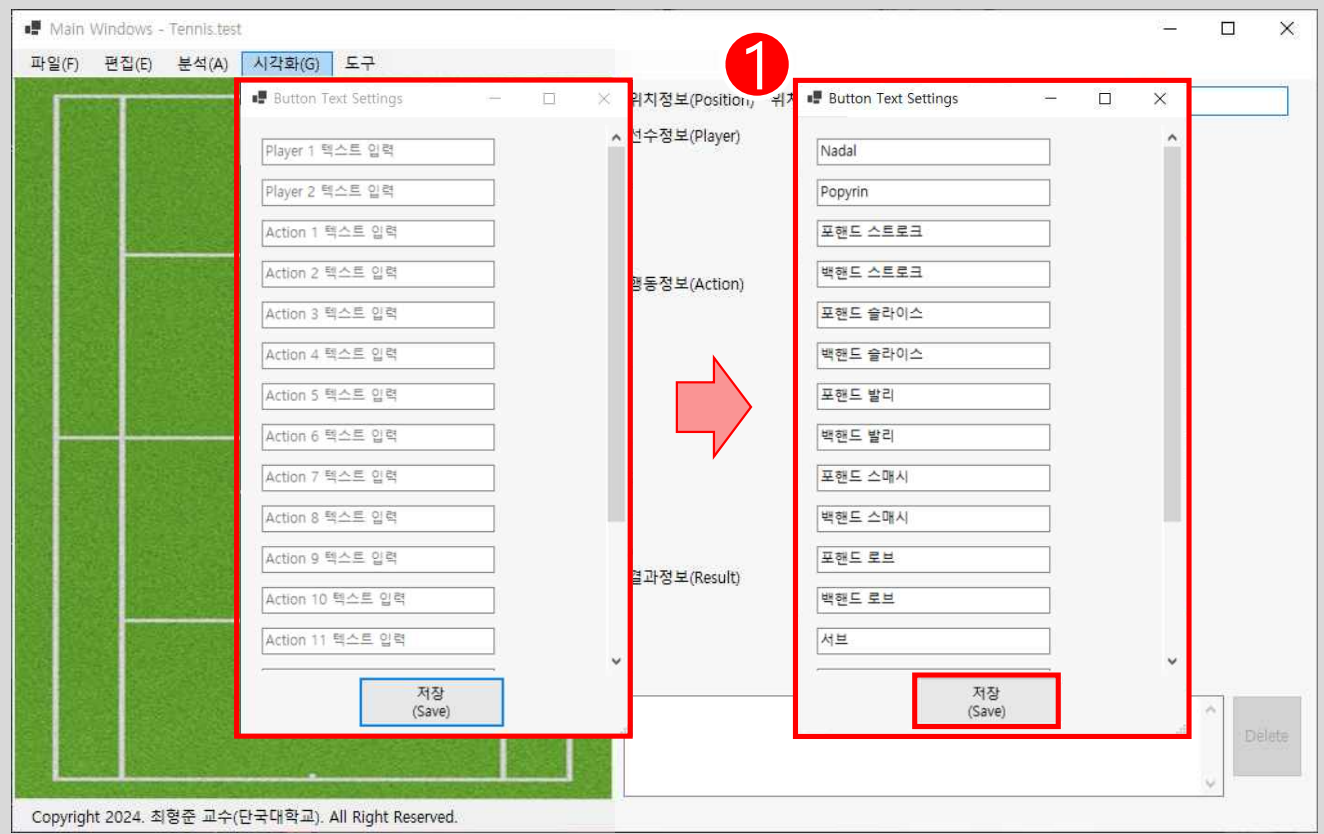 Main Windows - Tennis.test
파일(F) 편집(E) 분석(A) 시각화(G) 도구
1
Button Text Settings
Player 1 텍스트 입력
Player 2 텍스트 입력
Action 1 텍스트 입력
Action 2 텍스트 입력
Action 3 텍스트 입력
Action 4 텍스트 입력
Action 5 텍스트 입력
Action 6 텍스트 입력
Action 7 텍스트 입력
Action 8 텍스트 입력
Action 9 텍스트 입력
Action 10 텍스트 입력
Action 11 텍스트 입력
저장
(Save)
위치정보(Position) 위치
선수정보(Player)
행동정보(Action)
결과정보(Result)
Button Text Settings
Nadal
Popyrin
포핸드 스트로크
백핸드 스트로크
포핸드 슬라이스
백핸드 슬라이스
포핸드 발리
백핸드 발리
포핸드 스매시
백핸드 스매시
포핸드 로브
백핸드 로브
서브
저장
(Save)
Delete
Copyright 2024. 최형준 교수(단국대학교). All Right Reserved.